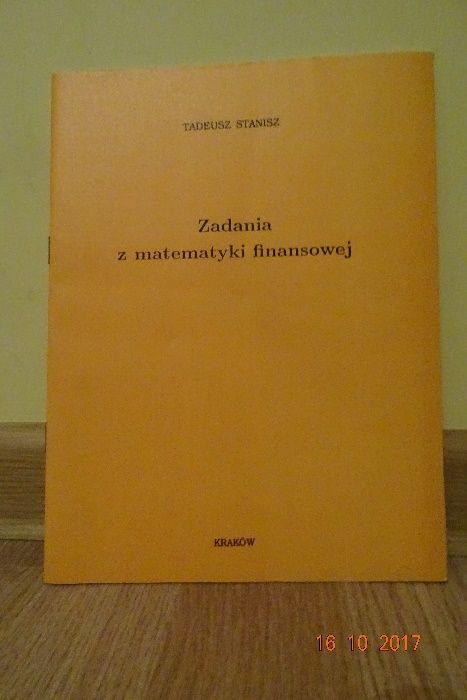 TADEUSZ STANISZ
Zadania
z matematyki finansowej
KRAKÓW
16 10 2017